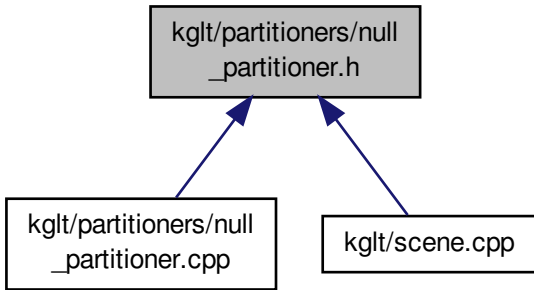 kglt/partitioners/null
_partitioner.h
kglt/partitioners/null
_partitioner.cpp
kglt/scene.cpp